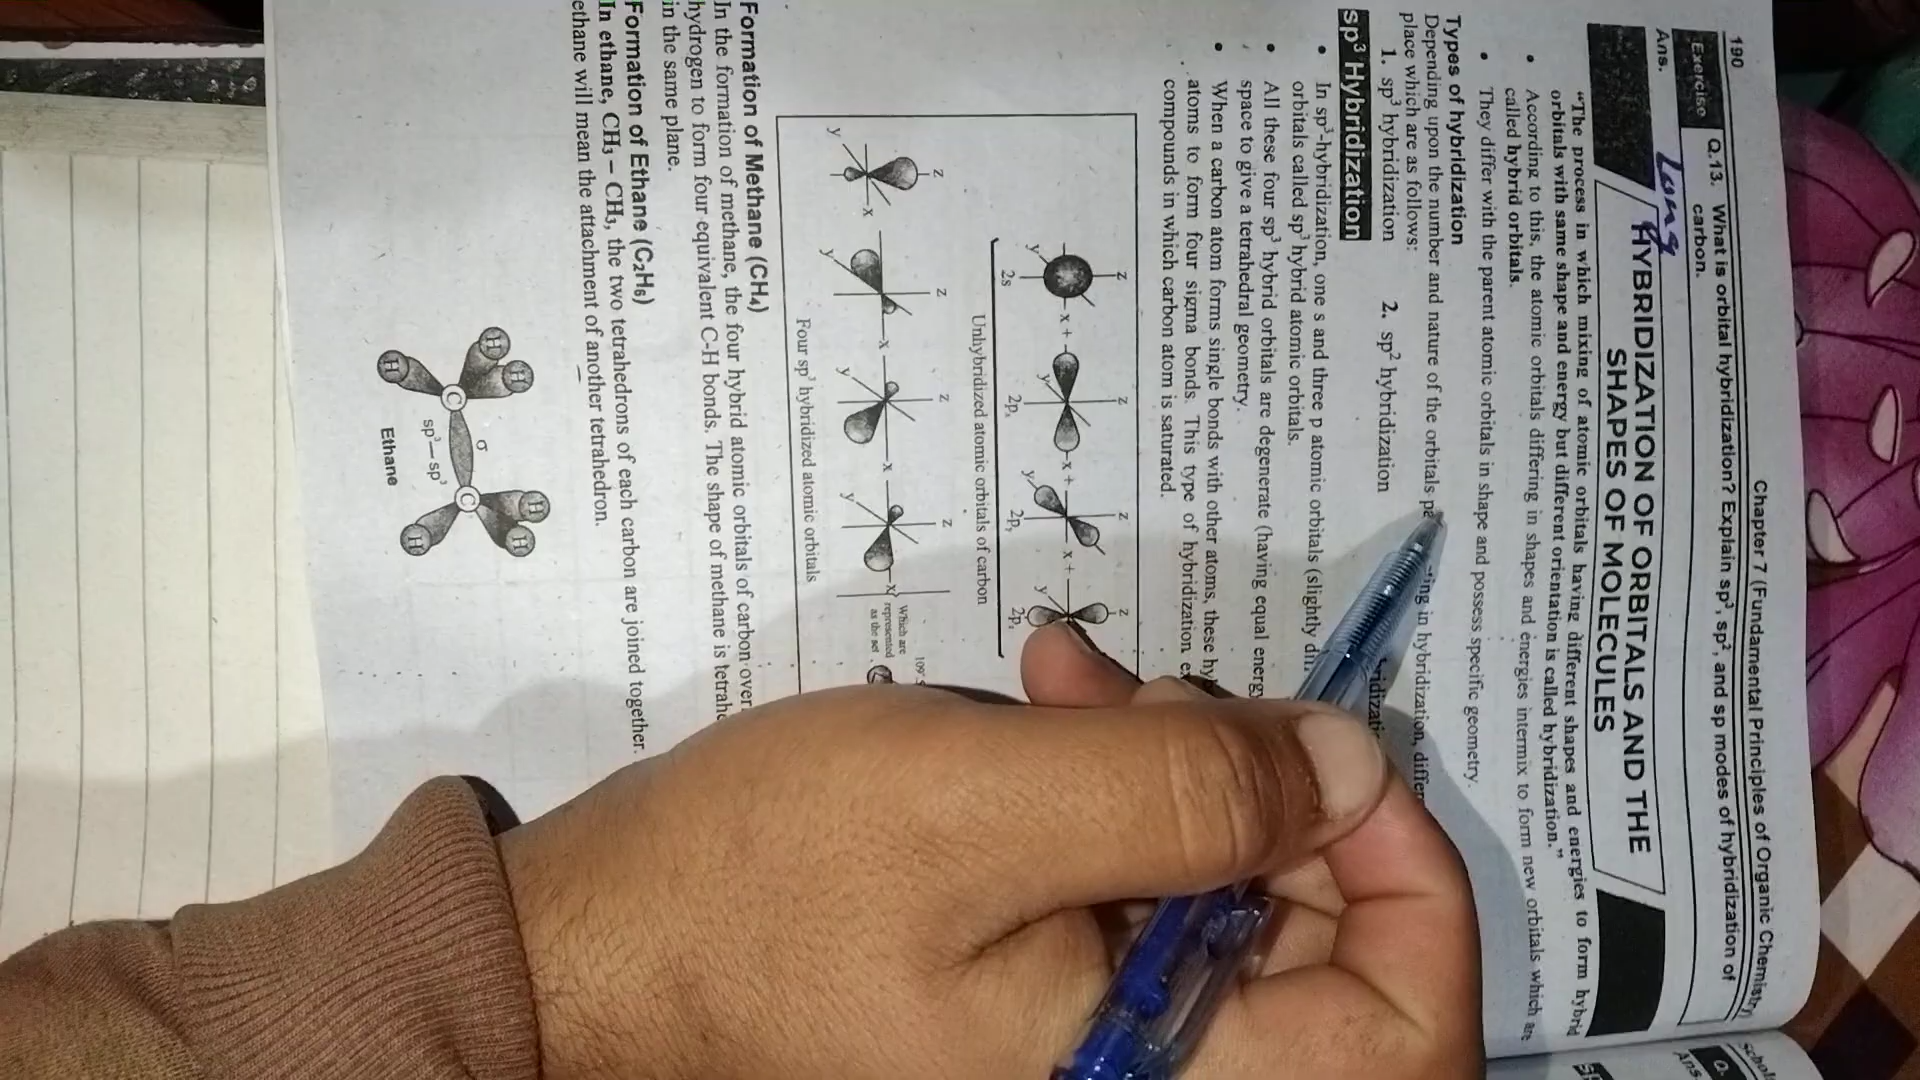 190
Chapter 7 (Fundamental Principles of Organic Chemistry)
Exercise Q.13. What is orbital hybridization? Explain sp³, sp², and sp modes of hybridization of
carbon.
Ans. Long
HYBRIDIZATION OF ORBITALS AND THE
SHAPES OF MOLECULES
“The process in which mixing of atomic orbitals having different shapes and energies to form hybrid
orbitals with same shape and energy but different orientation is called hybridization.”
• According to this, the atomic orbitals differing in shapes and energies intermix to form new orbitals which are
called hybrid orbitals.
• They differ with the parent atomic orbitals in shape and possess specific geometry.
Types of hybridization
Depending upon the number and nature of the orbitals in hybridization,
place which are as follows:
1. sp³ hybridization 2. sp² hybridization
sp³ Hybridization
• In sp³-hybridization, one s and three p atomic orbitals (slightly
orbitals called sp³ hybrid atomic orbitals.
• All these four sp³ hybrid orbitals are degenerate (having equal energy
space to give a tetrahedral geometry.
• When a carbon atom forms single bonds with other atoms, these
atoms to form four sigma bonds. This type of hybridization
compounds in which carbon atom is saturated.
z z z z
x + x + x + 
y y y y
2s 2pₓ 2pᵧ 2p
Unhybridized atomic orbitals of carbon
z z z z
x x x x
y y y y
109°
Which are
represented
as the set
Four sp³ hybridized atomic orbitals
Formation of Methane (CH₄)
In the formation of methane, the four hybrid atomic orbitals of carbon
hydrogen to form four equivalent C-H bonds. The shape of methane is
in the same plane.
Formation of Ethane (C₂H₆)
In ethane, CH₃ – CH₃, the two tetrahedrons of each carbon are joined together.
ethane will mean the attachment of another tetrahedron.
H H H H
C σ C
sp³ — sp³
H H
Ethane
Q.
Ans.